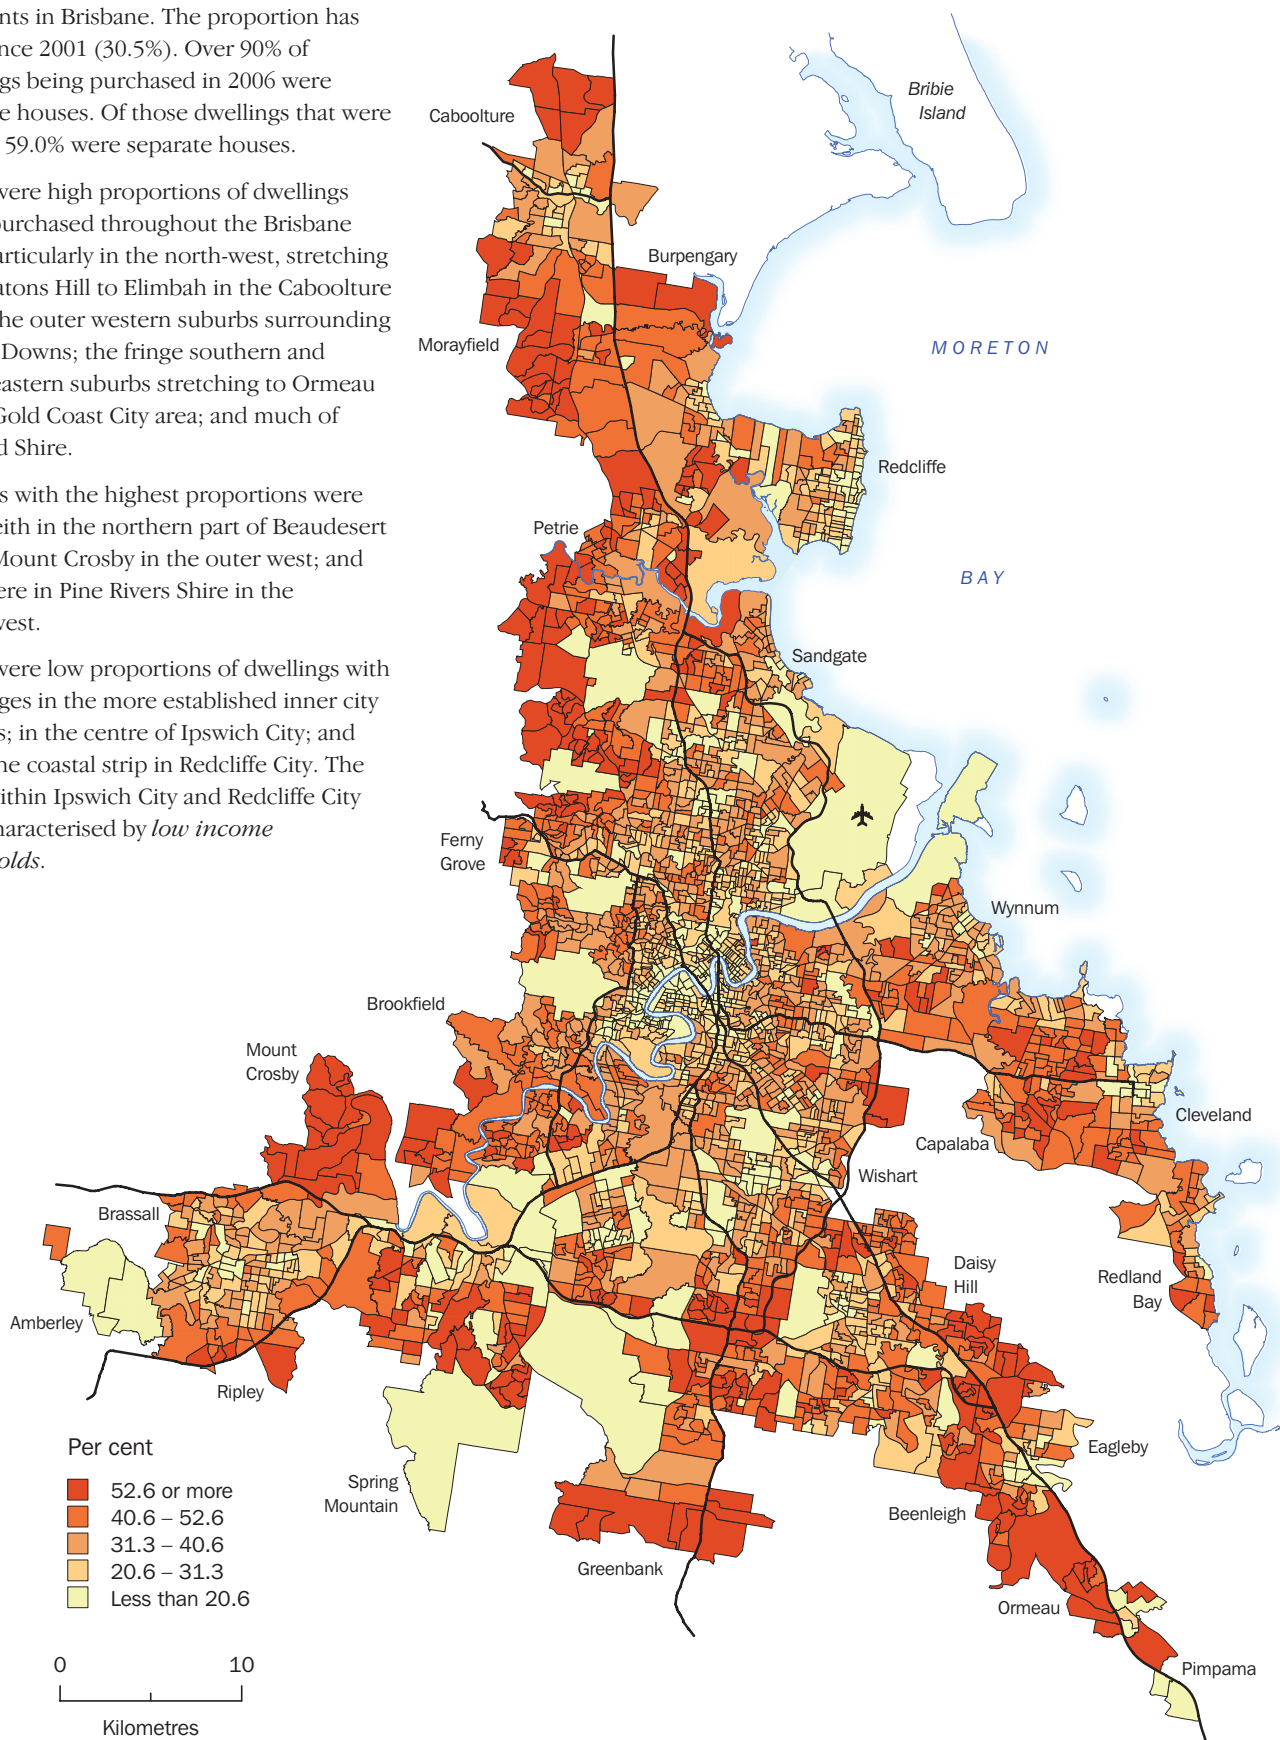 nts in Brisbane. The proportion has
nce 2001 (30.5%). Over 90% of
gs being purchased in 2006 were
e houses. Of those dwellings that were
59.0% were separate houses.
were high proportions of dwellings
purchased throughout the Brisbane
articularly in the north-west, stretching
atons Hill to Elimbah in the Caboolture
he outer western suburbs surrounding
Downs; the fringe southern and
eastern suburbs stretching to Ormeau
Gold Coast City area; and much of
d Shire.
s with the highest proportions were
eith in the northern part of Beaudesert
Mount Crosby in the outer west; and
ere in Pine Rivers Shire in the
west.
were low proportions of dwellings with
ges in the more established inner city
s; in the centre of Ipswich City; and
he coastal strip in Redcliffe City. The
within Ipswich City and Redcliffe City
haracterised by low income
olds.
Caboolture
Bribie
Island
Burpengary
Morayfield
MORETON
Redcliffe
Petrie
BAY
Sandgate
Ferny
Grove
Wynnum
Brookfield
Mount
Crosby
Cleveland
Capalaba
Wishart
Brassall
Daisy
Hill
Redland
Bay
Amberley
Ripley
Eagleby
Spring
Mountain
Beenleigh
Greenbank
Ormeau
Pimpama
Per cent
52.6 or more
40.6 – 52.6
31.3 – 40.6
20.6 – 31.3
Less than 20.6
0 10
Kilometres